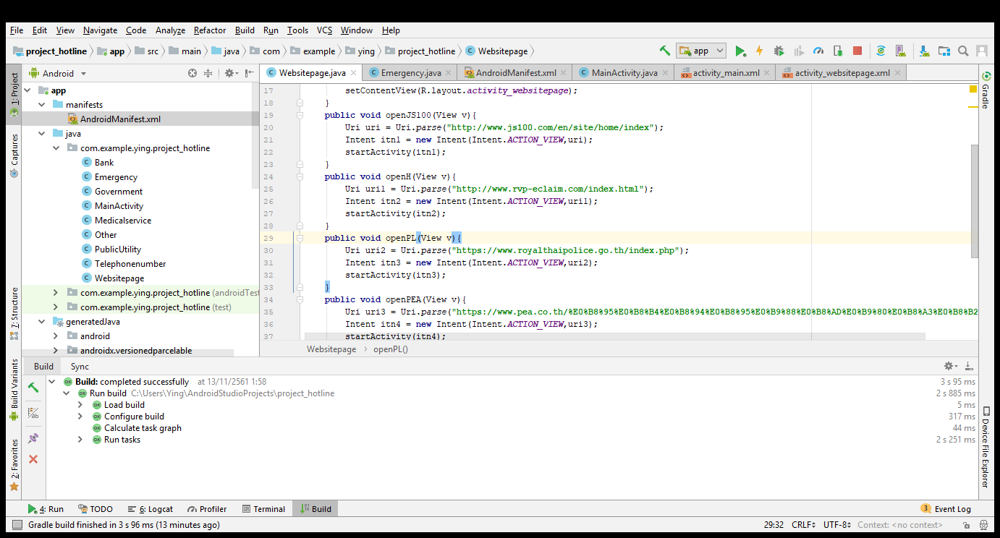 File Edit View Navigate Code Analyze Refactor Build Run Tools VCS Window Help
project_hotline app src main java com example ying project_hotline Websitepage app
1: Project
Captures
7: Structure
Build Variants
2: Favorites
Android
app
manifests
AndroidManifest.xml
java
com.example.ying.project_hotline
Bank
Emergency
Government
MainActivity
Medicalservice
Other
PublicUtility
Telephonenumber
Websitepage
com.example.ying.project_hotline (androidTest
com.example.ying.project_hotline (test)
generatedJava
android
androidx.versionedparcelable
Websitepage.java Emergency.java AndroidManifest.xml MainActivity.java activity_main.xml activity_websitepage.xml
17 setContentView(R.layout.activity_websitepage);
18 }
19 public void openJS100(View v){
20 Uri uri = Uri.parse("http://www.js100.com/en/site/home/index");
21 Intent itn1 = new Intent(Intent.ACTION_VIEW,uri);
22 startActivity(itn1);
23 }
24 public void openH(View v){
25 Uri uri1 = Uri.parse("http://www.rvp-eclaim.com/index.html");
26 Intent itn2 = new Intent(Intent.ACTION_VIEW,uri1);
27 startActivity(itn2);
28 }
29 public void openPL(View v){
30 Uri uri2 = Uri.parse("https://www.royalthaipolice.go.th/index.php");
31 Intent itn3 = new Intent(Intent.ACTION_VIEW,uri2);
32 startActivity(itn3);
33 }
34 public void openPEA(View v){
35 Uri uri3 = Uri.parse("https://www.pea.co.th/%E0%B8%95%E0%B8%B4%E0%B8%94%E0%B8%95%E0%B9%88%E0%B8%AD%E0%B9%80%E0%B8%A3%E0%B8%B2
36 Intent itn4 = new Intent(Intent.ACTION_VIEW,uri3);
37 startActivity(itn4);
Websitepage openPL()
Gradle
Device File Explorer
Build Sync
Build: completed successfully at 13/11/2561 1:58 3 s 95 ms
Run build C:\Users\Ying\AndroidStudioProjects\project_hotline 2 s 885 ms
Load build 5 ms
Configure build 317 ms
Calculate task graph 44 ms
Run tasks 2 s 251 ms
4: Run TODO 6: Logcat Profiler Terminal Build 3 Event Log
Gradle build finished in 3 s 96 ms (13 minutes ago) 29:32 CRLF UTF-8 Context: <no context>